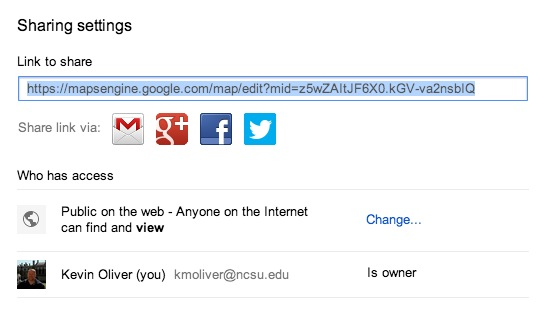 Sharing settings
Link to share
https://mapsengine.google.com/map/edit?mid=z5wZAltJF6X0.kGV-va2nsbIQ
Share link via: g+ f
Who has access
Public on the web - Anyone on the Internet
can find and view Change...
Kevin Oliver (you) kmoliver@ncsu.edu Is owner